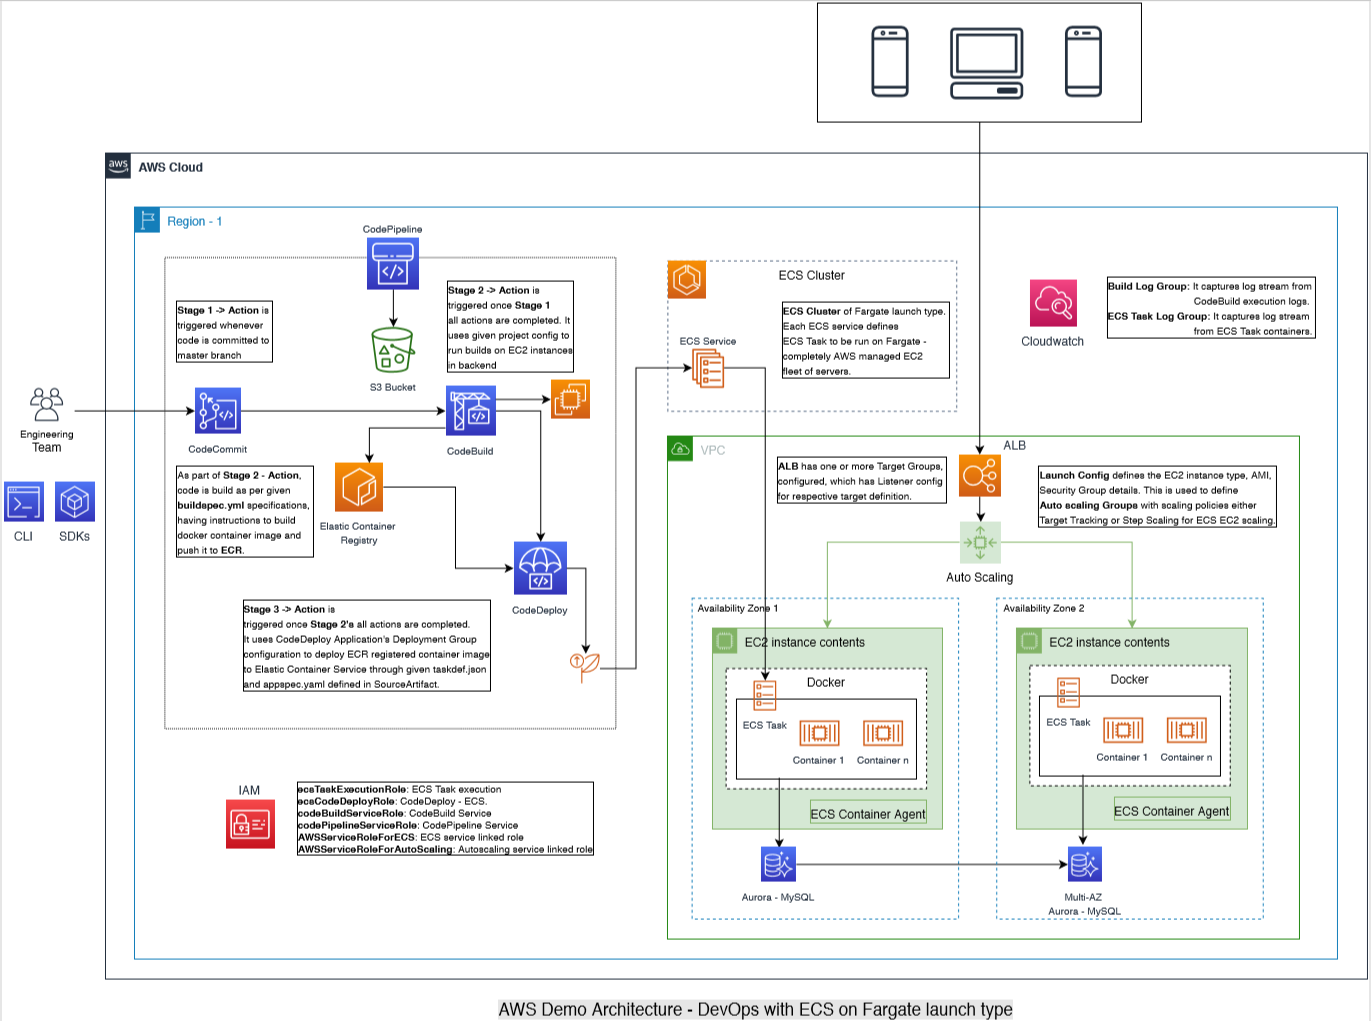 aws
AWS Cloud
Region - 1
CodePipeline
S3 Bucket
Stage 1 -> Action is
triggered whenever
code is committed to
master branch
Stage 2 -> Action is
triggered once Stage 1
all actions are completed. It
uses given project config to
run builds on EC2 instances
in backend
Engineering
Team
CLI
SDKs
CodeCommit
CodeBuild
As part of Stage 2 - Action,
code is build as per given
buildspec.yml specifications,
having instructions to build
docker container image and
push it to ECR.
Elastic Container
Registry
CodeDeploy
Stage 3 -> Action is
triggered once Stage 2's all actions are completed.
It uses CodeDeploy Application's Deployment Group
configuration to deploy ECR registered container image
to Elastic Container Service through given taskdef.json
and appspec.yaml defined in SourceArtifact.
IAM
ecsTaskExecutionRole: ECS Task execution
ecsCodeDeployRole: CodeDeploy - ECS.
codeBuildServiceRole: CodeBuild Service
codePipelineServiceRole: CodePipeline Service
AWSServiceRoleForECS: ECS service linked role
AWSServiceRoleForAutoScaling: Autoscaling service linked role
ECS Cluster
ECS Service
ECS Cluster of Fargate launch type.
Each ECS service defines
ECS Task to be run on Fargate -
completely AWS managed EC2
fleet of servers.
Cloudwatch
Build Log Group: It captures log stream from
CodeBuild execution logs.
ECS Task Log Group: It captures log stream
from ECS Task containers.
VPC
ALB
ALB has one or more Target Groups,
configured, which has Listener config
for respective target definition.
Launch Config defines the EC2 instance type, AMI,
Security Group details. This is used to define
Auto scaling Groups with scaling policies either
Target Tracking or Step Scaling for ECS EC2 scaling.
Auto Scaling
Availability Zone 1
EC2 instance contents
Docker
ECS Task
Container 1
Container n
ECS Container Agent
Aurora - MySQL
Availability Zone 2
EC2 instance contents
Docker
ECS Task
Container 1
Container n
ECS Container Agent
Multi-AZ
Aurora - MySQL
AWS Demo Architecture - DevOps with ECS on Fargate launch type